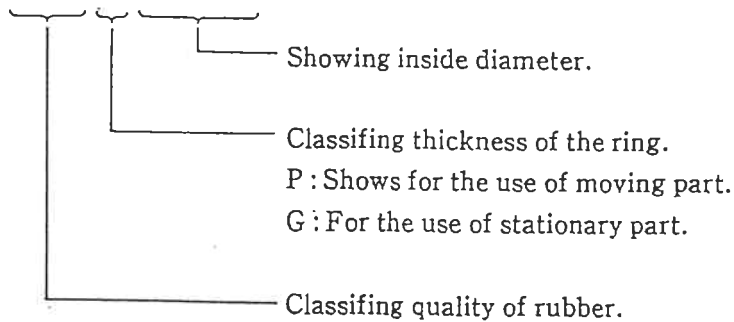 Showing inside diameter.
Classifing thickness of the ring.
P : Shows for the use of moving part.
G : For the use of stationary part.
Classifing quality of rubber.